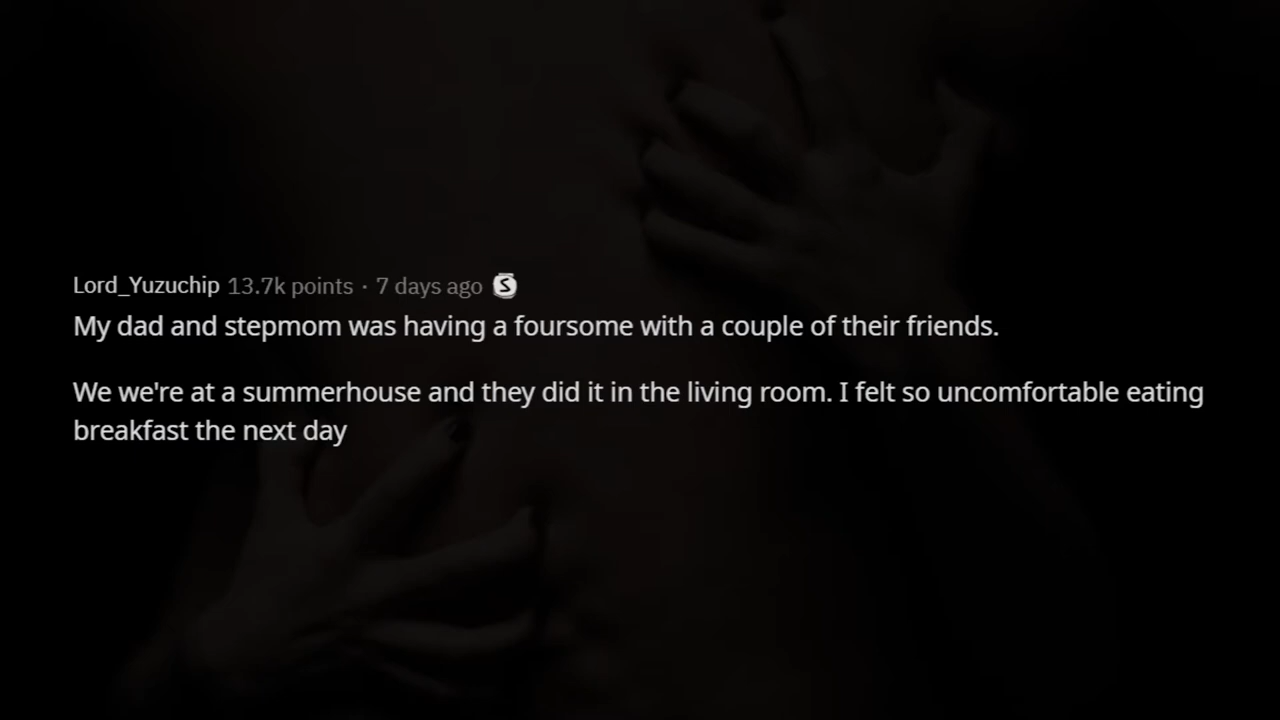 Lord_Yuzuchip 13.7k points · 7 days ago S
My dad and stepmom was having a foursome with a couple of their friends.
We we're at a summerhouse and they did it in the living room. I felt so uncomfortable eating
breakfast the next day